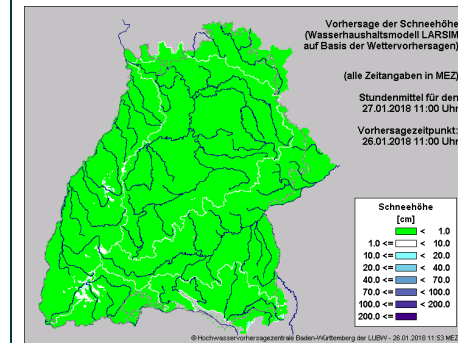 Vorhersage der Schneehöhe
(Wasserhaushaltsmodell LARSIM
auf Basis der Wettervorhersagen)
(alle Zeitangaben in MEZ)
Stundenmittel für den
27.01.2018 11:00 Uhr
Vorhersagezeitpunkt:
26.01.2018 11:00 Uhr
Schneehöhe
[cm]
< 1.0
1.0 <= < 10.0
10.0 <= < 20.0
20.0 <= < 40.0
40.0 <= < 70.0
70.0 <= < 100.0
100.0 <= < 200.0
200.0 <=
© Hochwasservorhersagezentrale Baden-Württemberg der LUBW - 26.01.2018 11:53 MEZ